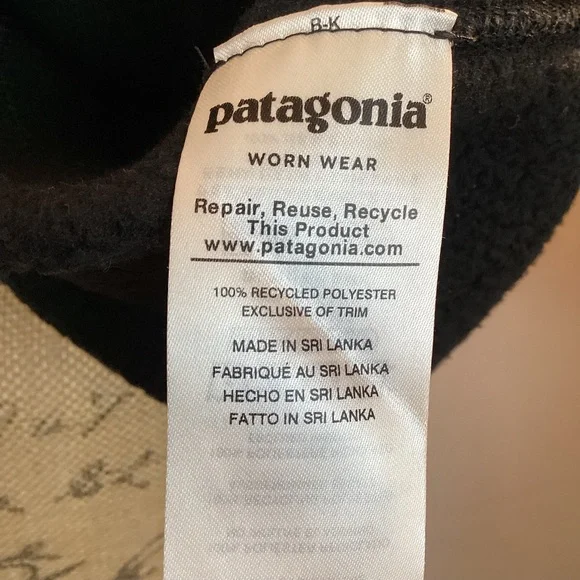 B-K
patagonia®
WORN WEAR
Repair, Reuse, Recycle
This Product
www.patagonia.com
100% RECYCLED POLYESTER
EXCLUSIVE OF TRIM
MADE IN SRI LANKA
FABRIQUÉ AU SRI LANKA
HECHO EN SRI LANKA
FATTO IN SRI LANKA